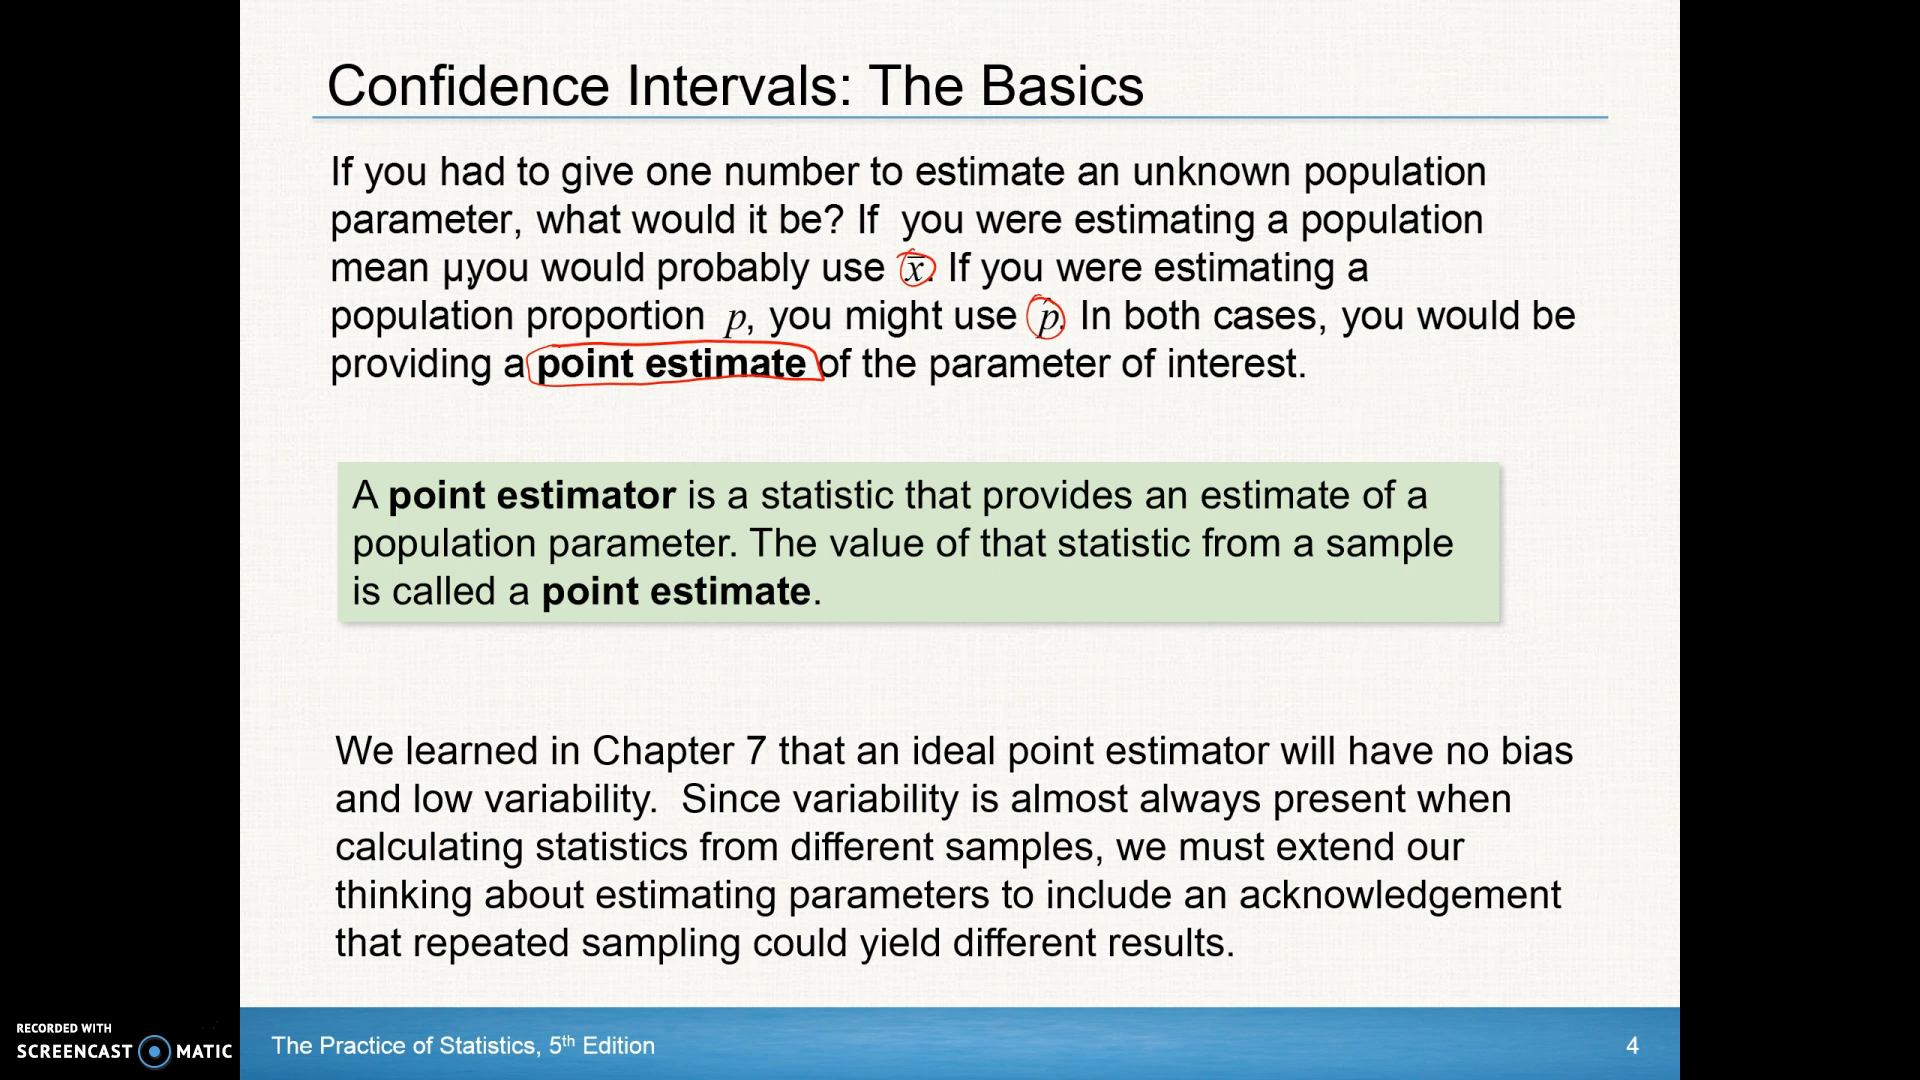 Confidence Intervals: The Basics
If you had to give one number to estimate an unknown population
parameter, what would it be? If  you were estimating a population
mean μ,you would probably use x̄. If you were estimating a
population proportion  p, you might use p̂. In both cases, you would be
providing a point estimate of the parameter of interest.
A point estimator is a statistic that provides an estimate of a
population parameter. The value of that statistic from a sample
is called a point estimate.
We learned in Chapter 7 that an ideal point estimator will have no bias
and low variability.  Since variability is almost always present when
calculating statistics from different samples, we must extend our
thinking about estimating parameters to include an acknowledgement
that repeated sampling could yield different results.
RECORDED WITH
SCREENCAST MATIC
The Practice of Statistics, 5th Edition
4